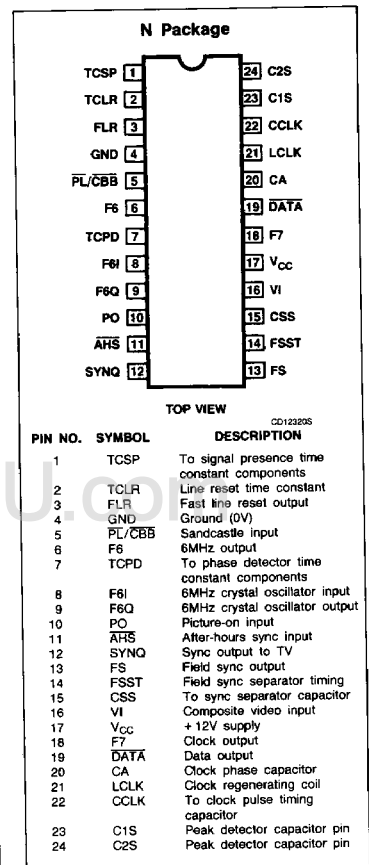 N Package
TCSP 1 24 C2S
TCLR 2 23 C1S
FLR 3 22 CCLK
GND 4 21 LCLK
PL/CBB 5 20 CA
F6 6 19 DATA
TCPD 7 18 F7
F6I 8 17 VCC
F6Q 9 16 VI
PO 10 15 CSS
AHS 11 14 FSST
SYNQ 12 13 FS
TOP VIEW
CD12320S
PIN NO. SYMBOL DESCRIPTION
1 TCSP To signal presence time
constant components
2 TCLR Line reset time constant
3 FLR Fast line reset output
4 GND Ground (0V)
5 PL/CBB Sandcastle input
6 F6 6MHz output
7 TCPD To phase detector time
constant components
8 F6I 6MHz crystal oscillator input
9 F6Q 6MHz crystal oscillator output
10 PO Picture-on input
11 AHS After-hours sync input
12 SYNQ Sync output to TV
13 FS Field sync output
14 FSST Field sync separator timing
15 CSS To sync separator capacitor
16 VI Composite video input
17 VCC +12V supply
18 F7 Clock output
19 DATA Data output
20 CA Clock phase capacitor
21 LCLK Clock regenerating coil
22 CCLK To clock pulse timing
capacitor
23 C1S Peak detector capacitor pin
24 C2S Peak detector capacitor pin
U.com